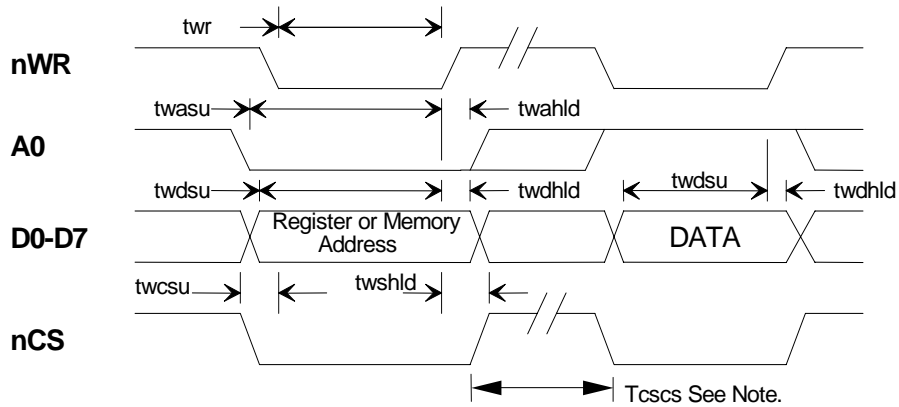 twr
nWR
twasu
twahld
A0
twdsu
twdhld
twdsu
twdhld
D0-D7
Register or Memory
Address
DATA
twcsu
twshld
nCS
Tcscs See Note.